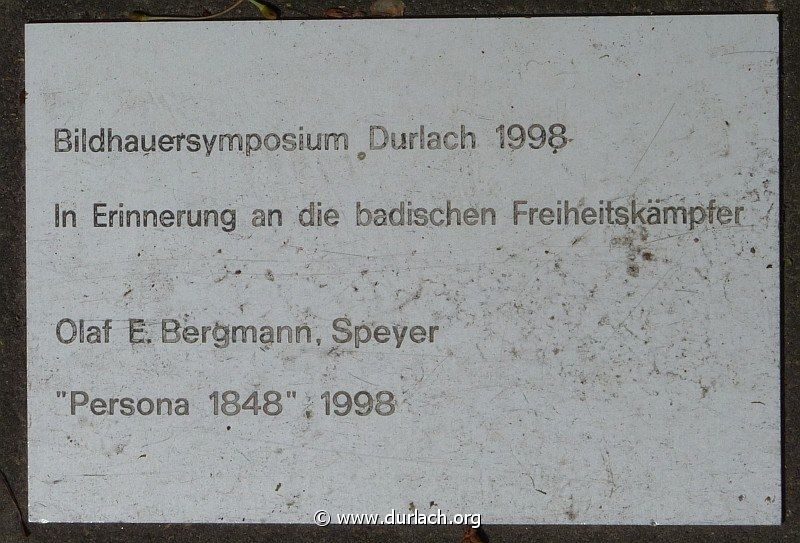 Bildhauersymposium Durlach 1998
In Erinnerung an die badischen Freiheitskämpfer
Olaf E. Bergmann, Speyer
"Persona 1848" 1998
© www.durlach.org